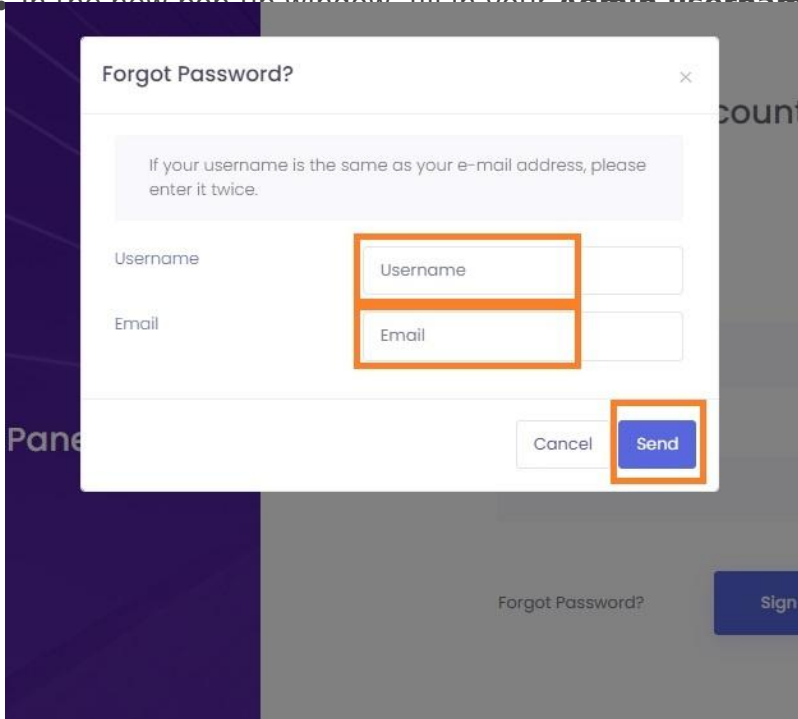 Forgot Password?
×
If your username is the same as your e-mail address, please
enter it twice.
Username
Username
Email
Email
Cancel
Send
Forgot Password?
Sign